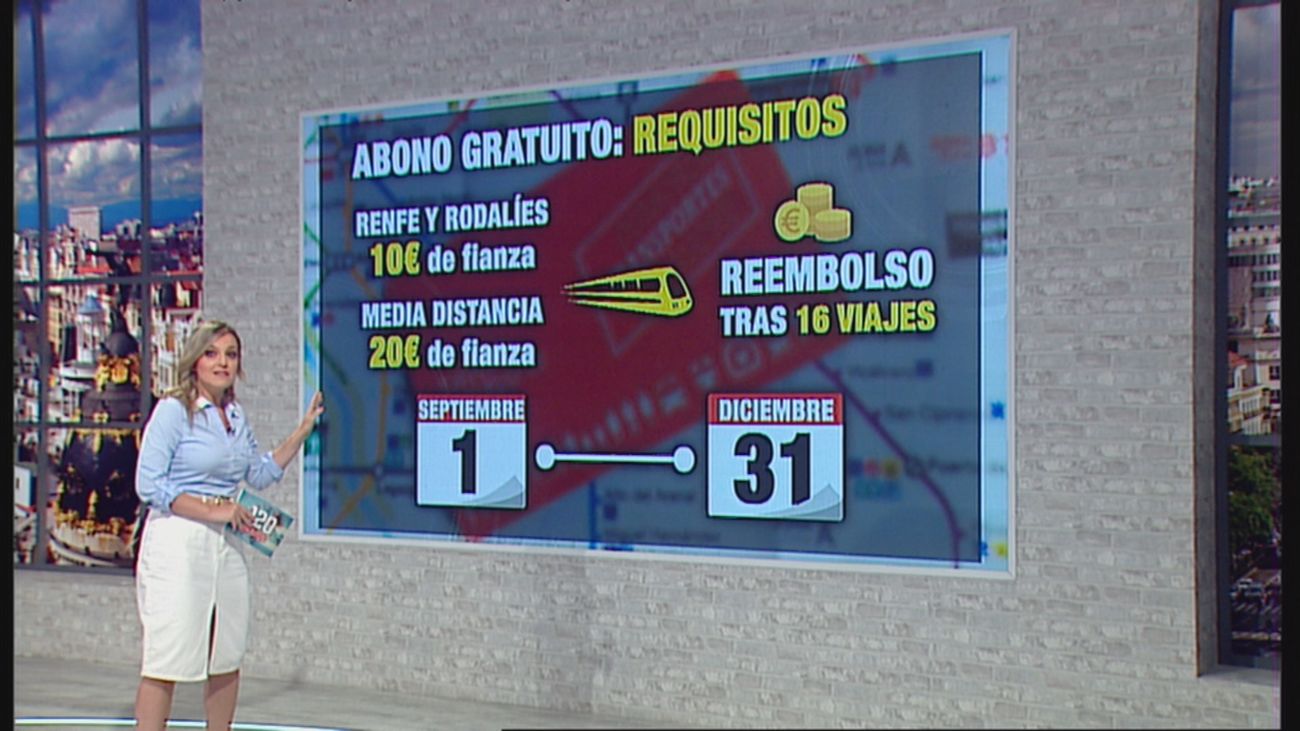 ABONO GRATUITO: REQUISITOS
RENFE Y RODALÍES
10€ de fianza
MEDIA DISTANCIA
20€ de fianza
€
REEMBOLSO
TRAS 16 VIAJES
SEPTIEMBRE
1
DICIEMBRE
31
120